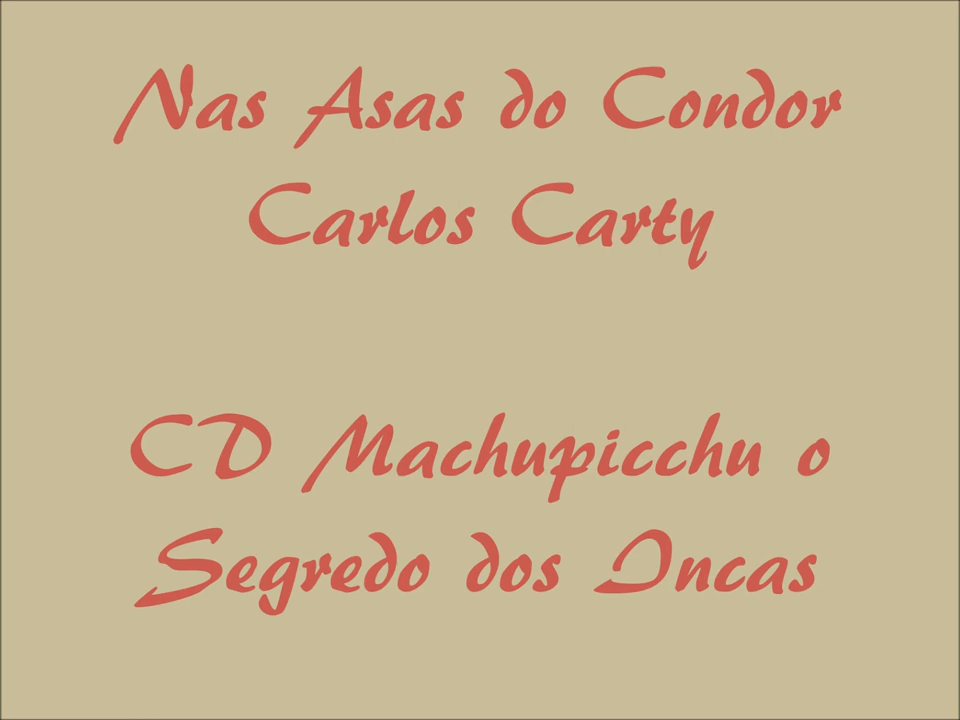 Nas Asas do Condor
Carlos Carty
CD Machupicchu o
Segredo dos Incas